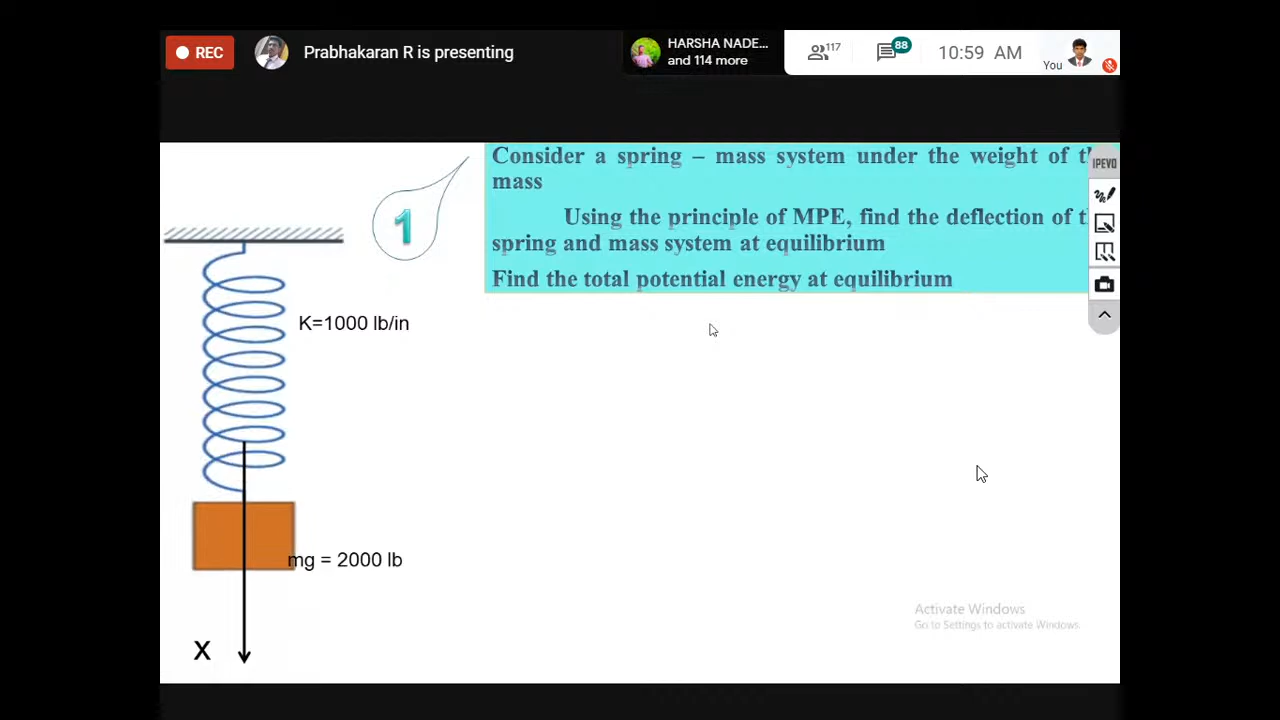 REC
Prabhakaran R is presenting
HARSHA NADE...
and 114 more
117
88
10:59 AM
You
Consider a spring – mass system under the weight of
mass
1
IPEVO
Using the principle of MPE, find the deflection of
spring and mass system at equilibrium
Find the total potential energy at equilibrium
K=1000 lb/in
mg = 2000 lb
Activate Windows
Go to Settings to activate Windows.
X